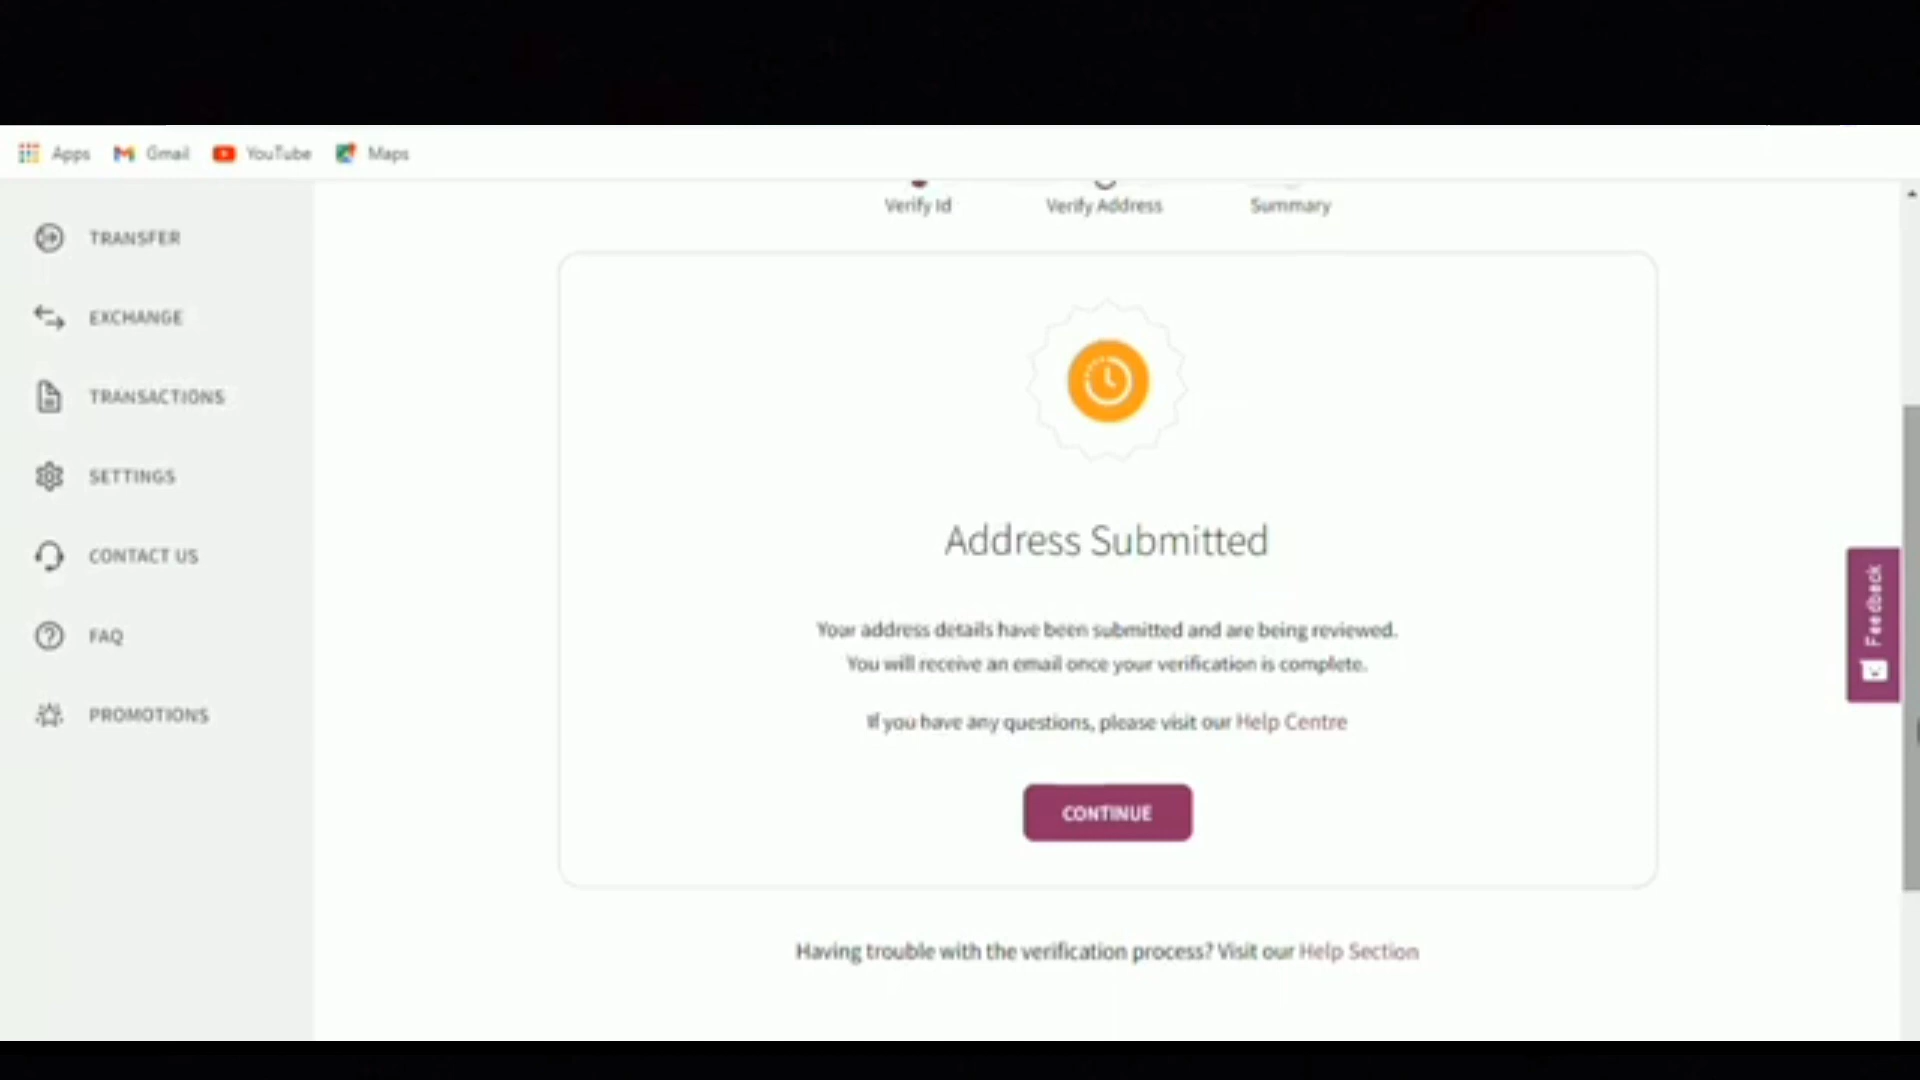 Apps Gmail YouTube Maps
Verify Id Verify Address Summary
TRANSFER
EXCHANGE
TRANSACTIONS
SETTINGS
CONTACT US
FAQ
PROMOTIONS
Address Submitted
Your address details have been submitted and are being reviewed.
You will receive an email once your verification is complete.
If you have any questions, please visit our Help Centre
CONTINUE
Having trouble with the verification process? Visit our Help Section
Feedback